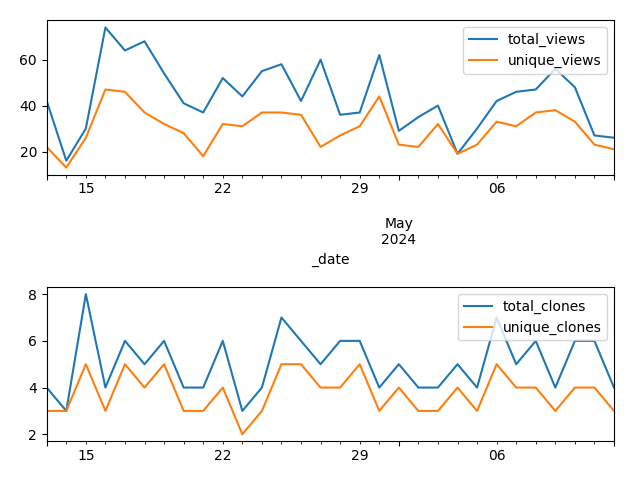 60
40
20
total_views
unique_views
15
22
29
06
May
2024
_date
8
6
4
2
total_clones
unique_clones
15
22
29
06